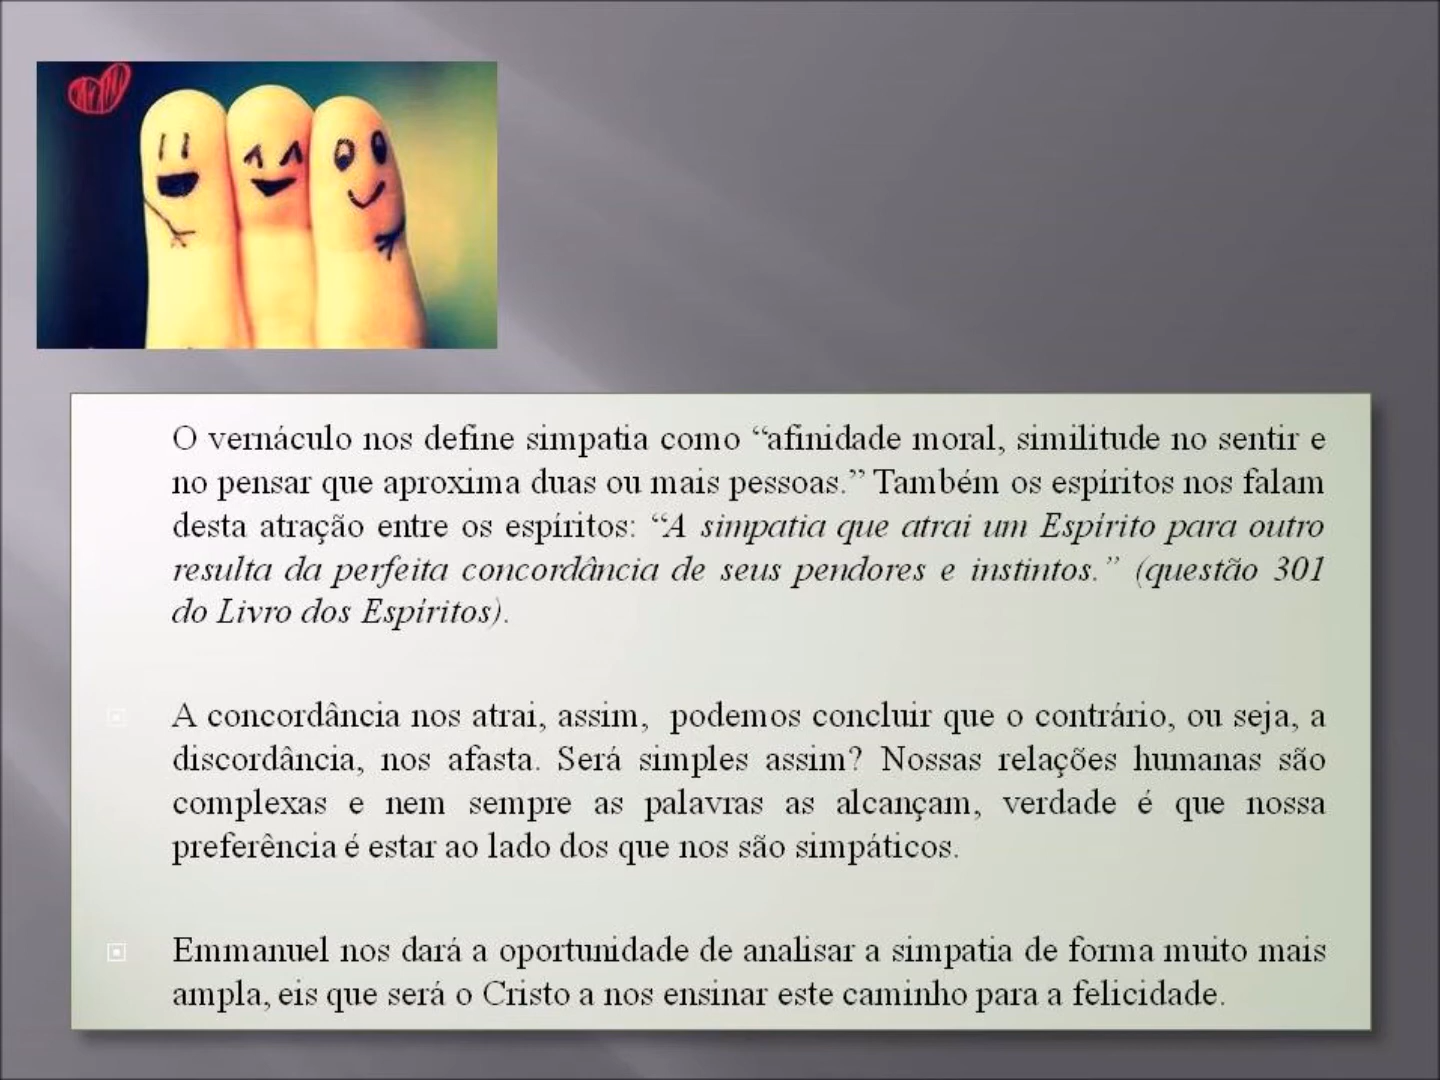 O vernáculo nos define simpatia como “afinidade moral, similitude no sentir e
no pensar que aproxima duas ou mais pessoas.” Também os espíritos nos falam
desta atração entre os espíritos: “A simpatia que atrai um Espírito para outro
resulta da perfeita concordância de seus pendores e instintos.” (questão 301
do Livro dos Espíritos).
A concordância nos atrai, assim, podemos concluir que o contrário, ou seja, a
discordância, nos afasta. Será simples assim? Nossas relações humanas são
complexas e nem sempre as palavras as alcançam, verdade é que nossa
preferência é estar ao lado dos que nos são simpáticos.
Emmanuel nos dará a oportunidade de analisar a simpatia de forma muito mais
ampla, eis que será o Cristo a nos ensinar este caminho para a felicidade.